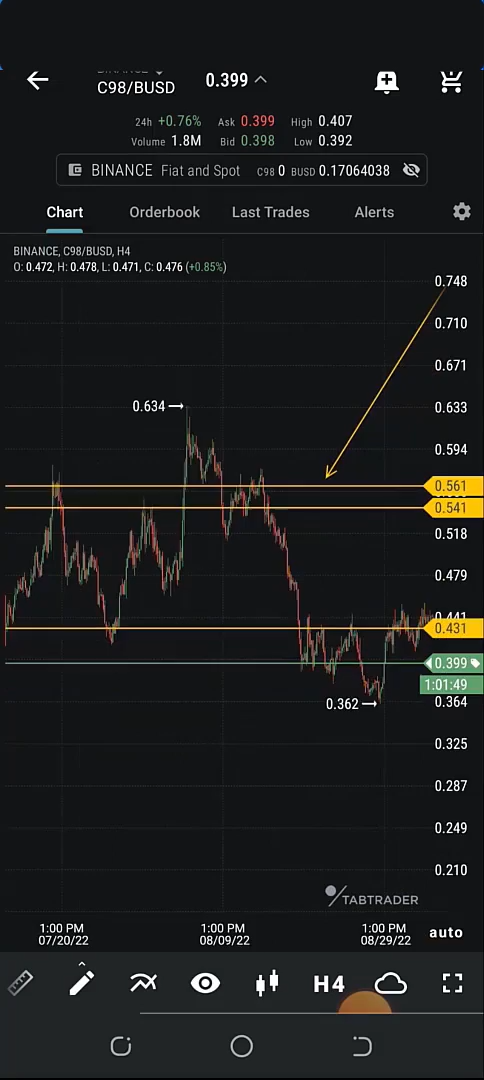 C98/BUSD 0.399
24h +0.76% Ask 0.399 High 0.407
Volume 1.8M Bid 0.398 Low 0.392
BINANCE Fiat and Spot C98 0 BUSD 0.17064038
Chart Orderbook Last Trades Alerts
BINANCE, C98/BUSD, H4
O: 0.472, H: 0.478, L: 0.471, C: 0.476 (+0.85%)
0.748
0.710
0.671
0.634
0.633
0.594
0.561
0.541
0.518
0.479
0.441
0.431
0.399
1:01:49
0.362
0.364
0.325
0.287
0.249
0.210
TABTRADER
1:00 PM 1:00 PM 1:00 PM
07/20/22 08/09/22 08/29/22
auto
H4